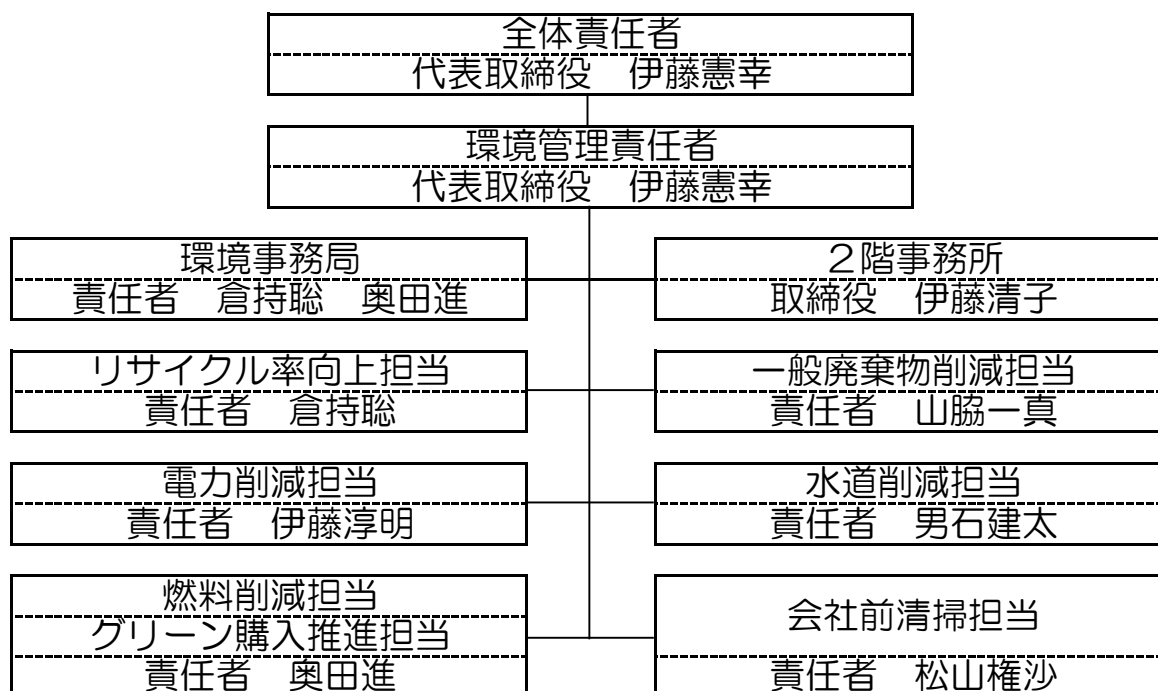 全体責任者
代表取締役　伊藤憲幸
環境管理責任者
代表取締役　伊藤憲幸
環境事務局
責任者　倉持聡　奥田進
２階事務所
取締役　伊藤清子
リサイクル率向上担当
責任者　倉持聡
一般廃棄物削減担当
責任者　山脇一真
電力削減担当
責任者　伊藤淳明
水道削減担当
責任者　男石建太
燃料削減担当
グリーン購入推進担当
責任者　奥田進
会社前清掃担当
責任者　松山権沙